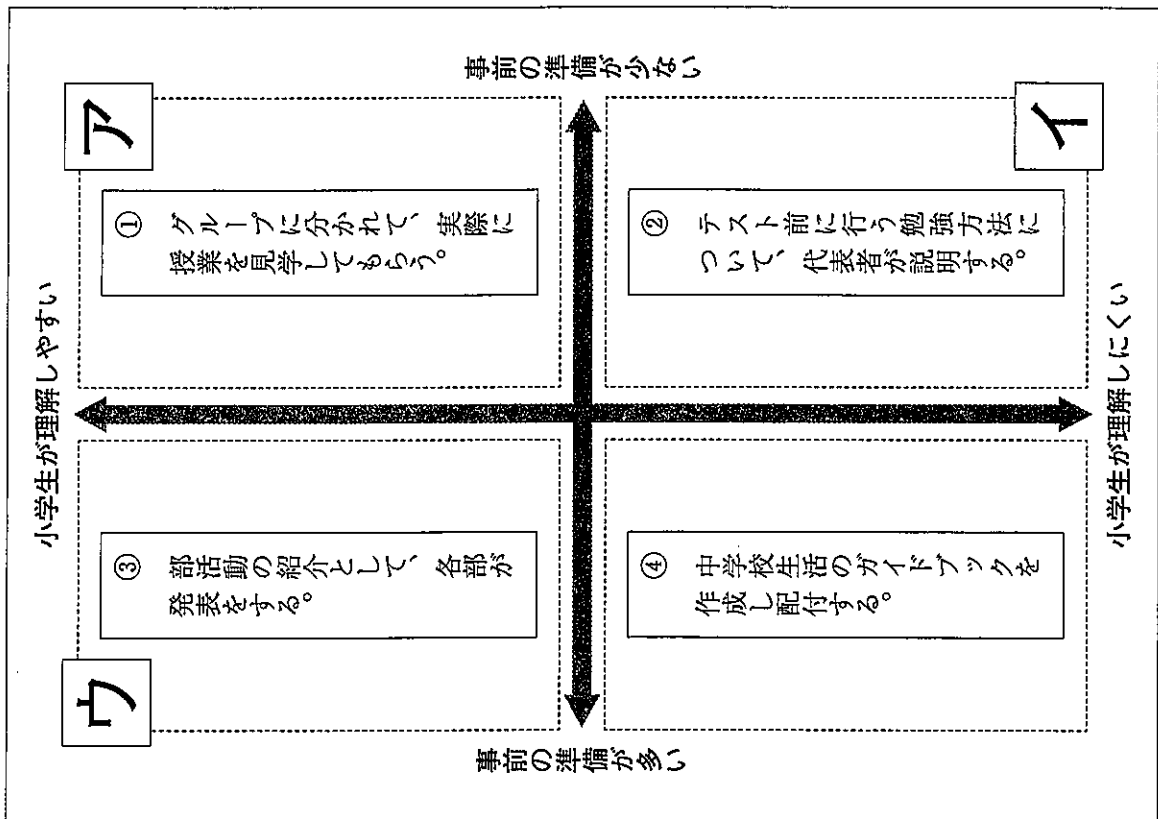 小学生が理解しやすい
事前の準備が少ない
ア
① グループに分かれて、実際に
授業を見学してもらう。
イ
② テスト前に行う勉強方法に
ついて、代表者が説明する。
ウ
③ 部活動の紹介として、各部が
発表をする。
④ 中学校生活のガイドブックを
作成し配付する。
事前の準備が多い
小学生が理解しにくい